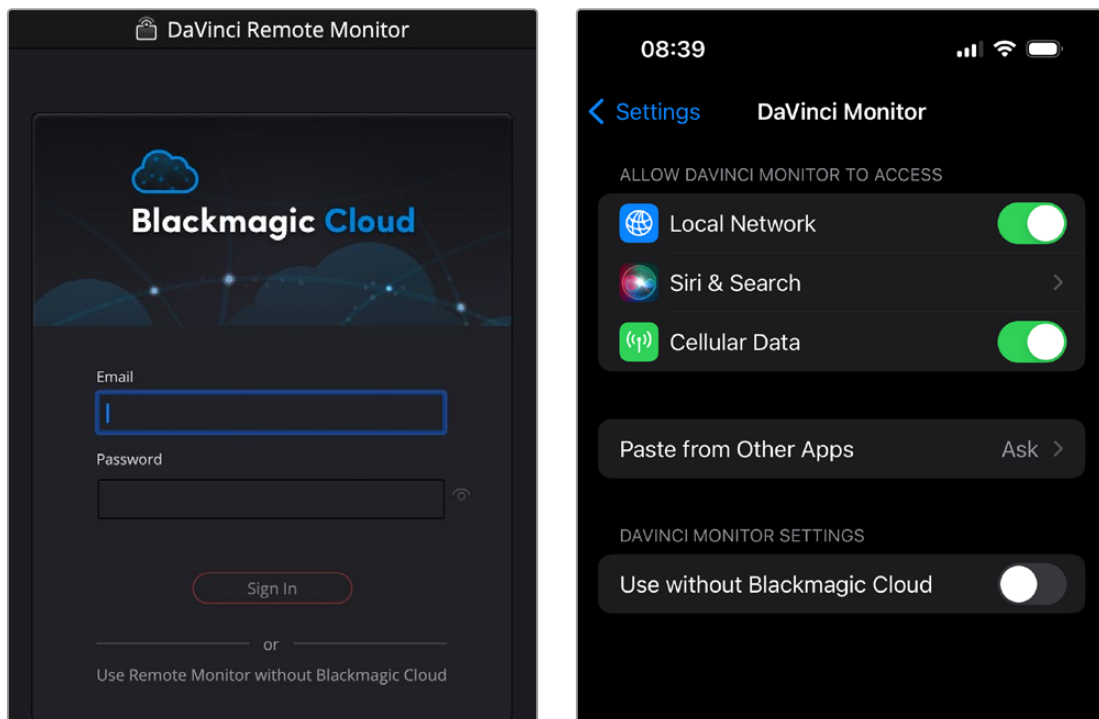 DaVinci Remote Monitor
Blackmagic Cloud
Email
Password
Sign In
or
Use Remote Monitor without Blackmagic Cloud
08:39
Settings
DaVinci Monitor
ALLOW DAVINCI MONITOR TO ACCESS
Local Network
Siri & Search
Cellular Data
Paste from Other Apps Ask
DAVINCI MONITOR SETTINGS
Use without Blackmagic Cloud